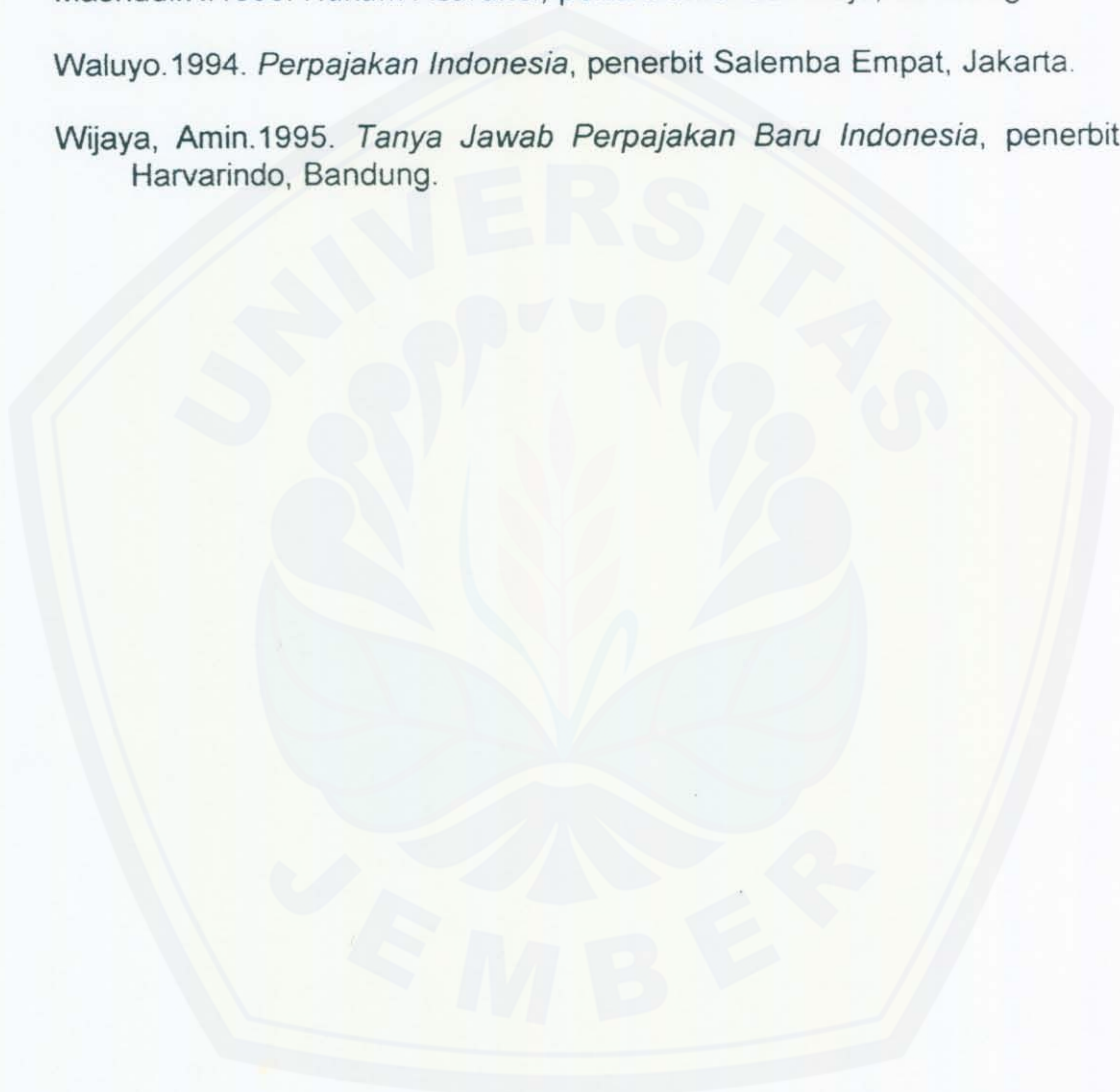 Waluyo.1994. Perpajakan Indonesia, penerbit Salemba Empat, Jakarta.
Wijaya, Amin.1995. Tanya Jawab Perpajakan Baru Indonesia, penerbit
Harvarindo, Bandung.
UNIVERSITAS
JEMBER